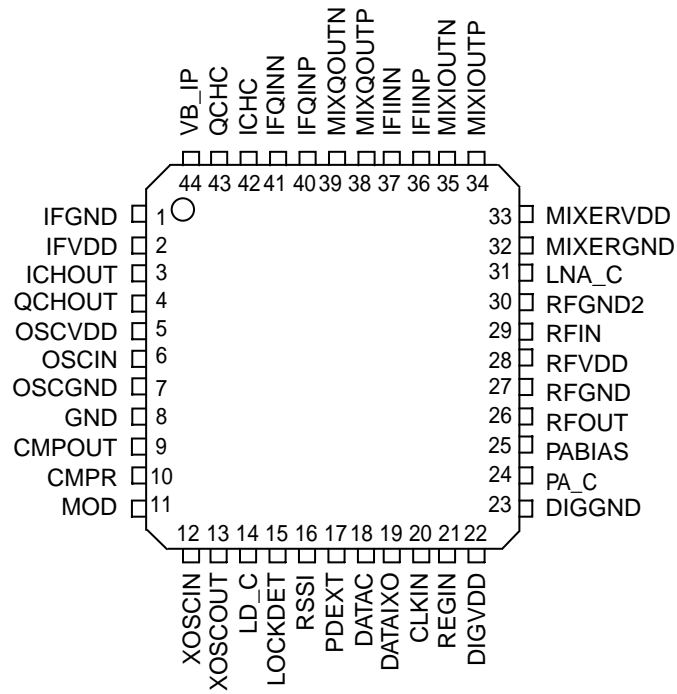 VB_IP
QCHC
ICHC
IFQINN
IFQINP
MIXQOUTN
MIXQOUTP
IFIINN
IFIINP
MIXIOUTN
MIXIOUTP
44 43 42 41 40 39 38 37 36 35 34
IFGND 1
IFVDD 2
ICHOUT 3
QCHOUT 4
OSCVDD 5
OSCIN 6
OSCGND 7
GND 8
CMPOUT 9
CMPR 10
MOD 11
33 MIXERVDD
32 MIXERGND
31 LNA_C
30 RFGND2
29 RFIN
28 RFVDD
27 RFGND
26 RFOUT
25 PABIAS
24 PA_C
23 DIGGND
12 13 14 15 16 17 18 19 20 21 22
XOSCIN
XOSCOUT
LD_C
LOCKDET
RSSI
PDEXT
DATAC
DATAIXO
CLKIN
REGIN
DIGVDD